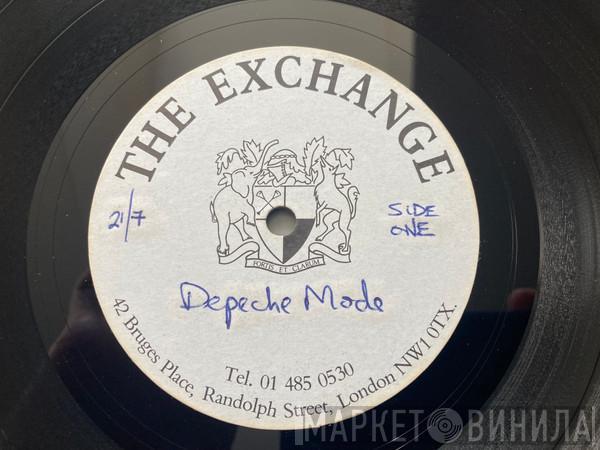 THE EXCHANGE
21/7
SIDE
ONE
FORTIS ET CLARUM
Depeche Mode
Tel. 01 485 0530
42 Bruges Place, Randolph Street, London NW1 0TX.
МАРКЕТ ВИНИЛА